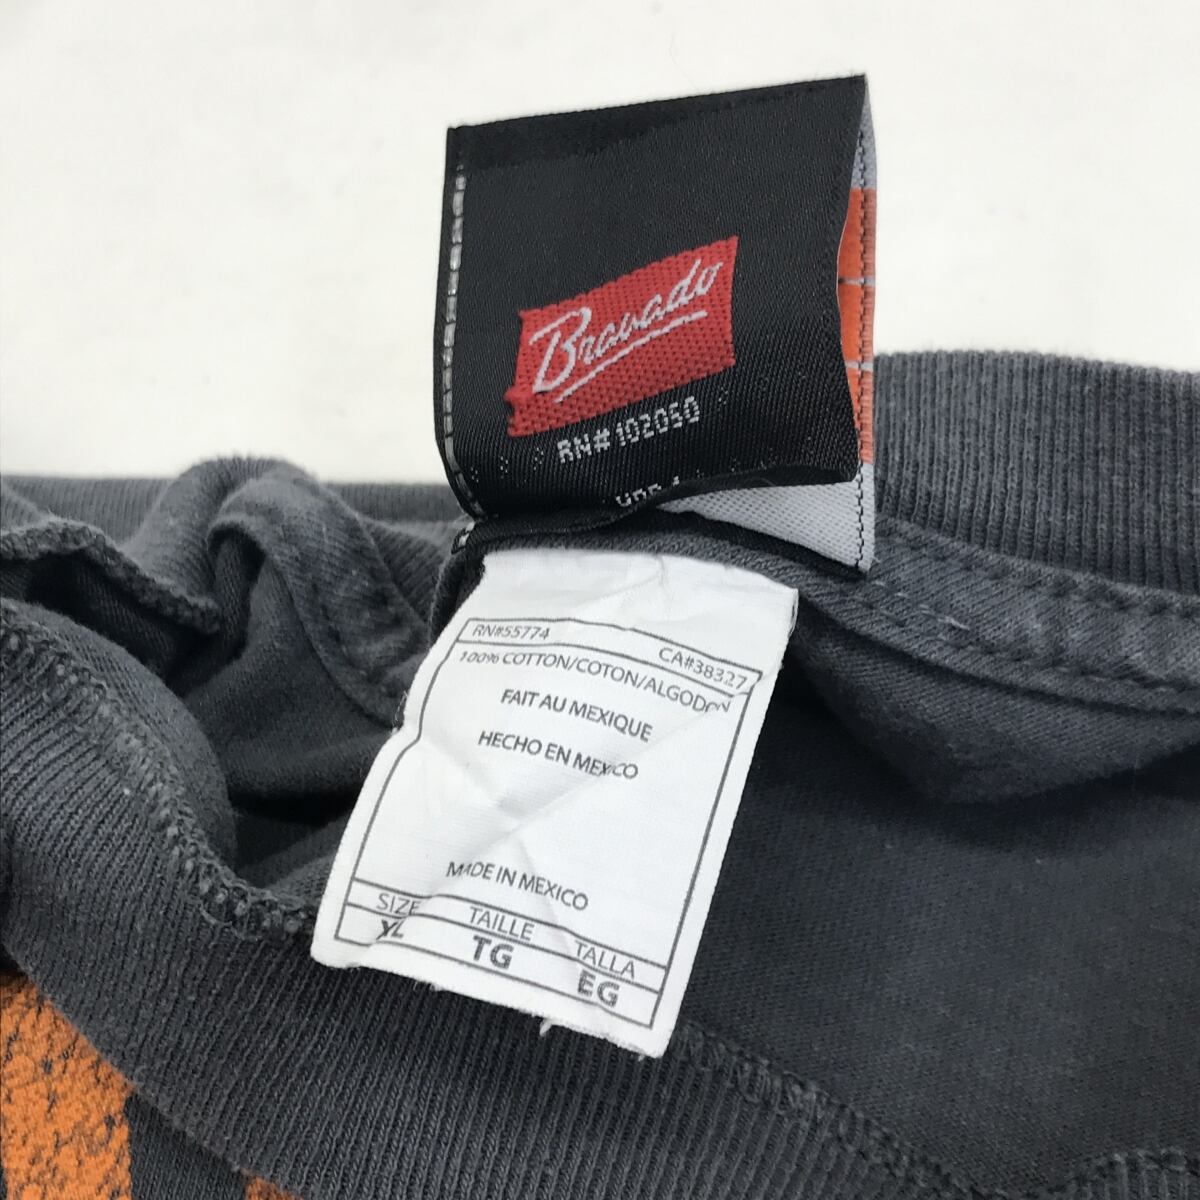 Bravado
RN#102050
RN#55774 CA#38327
100% COTTON/COTON/ALGODON
FAIT AU MEXIQUE
HECHO EN MEXICO
MADE IN MEXICO
SIZE TAILLE TALLA
XL TG EG